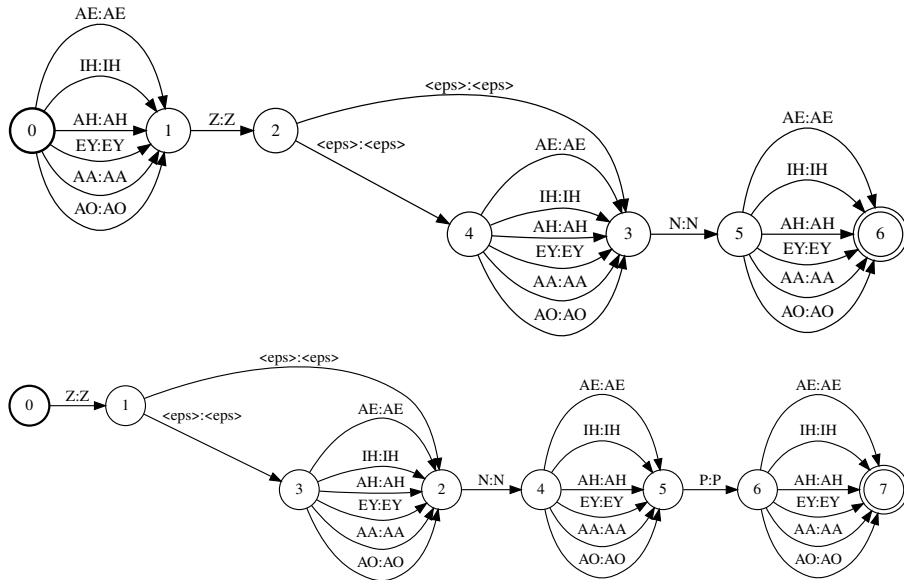 AE:AE
IH:IH
AH:AH
EY:EY
AA:AA
AO:AO
0
1
Z:Z
2
<eps>:<eps>
<eps>:<eps>
4
AE:AE
IH:IH
AH:AH
EY:EY
AA:AA
AO:AO
3
N:N
5
AE:AE
IH:IH
AH:AH
EY:EY
AA:AA
AO:AO
6
0
Z:Z
1
<eps>:<eps>
<eps>:<eps>
3
AE:AE
IH:IH
AH:AH
EY:EY
AA:AA
AO:AO
2
N:N
4
AE:AE
IH:IH
AH:AH
EY:EY
AA:AA
AO:AO
5
P:P
6
AE:AE
IH:IH
AH:AH
EY:EY
AA:AA
AO:AO
7